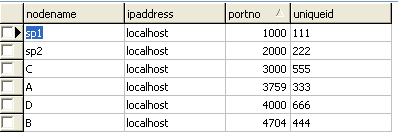 nodename ipaddress portno uniqueid
sp1 localhost 1000 111
sp2 localhost 2000 222
C localhost 3000 555
A localhost 3759 333
D localhost 4000 666
B localhost 4704 444